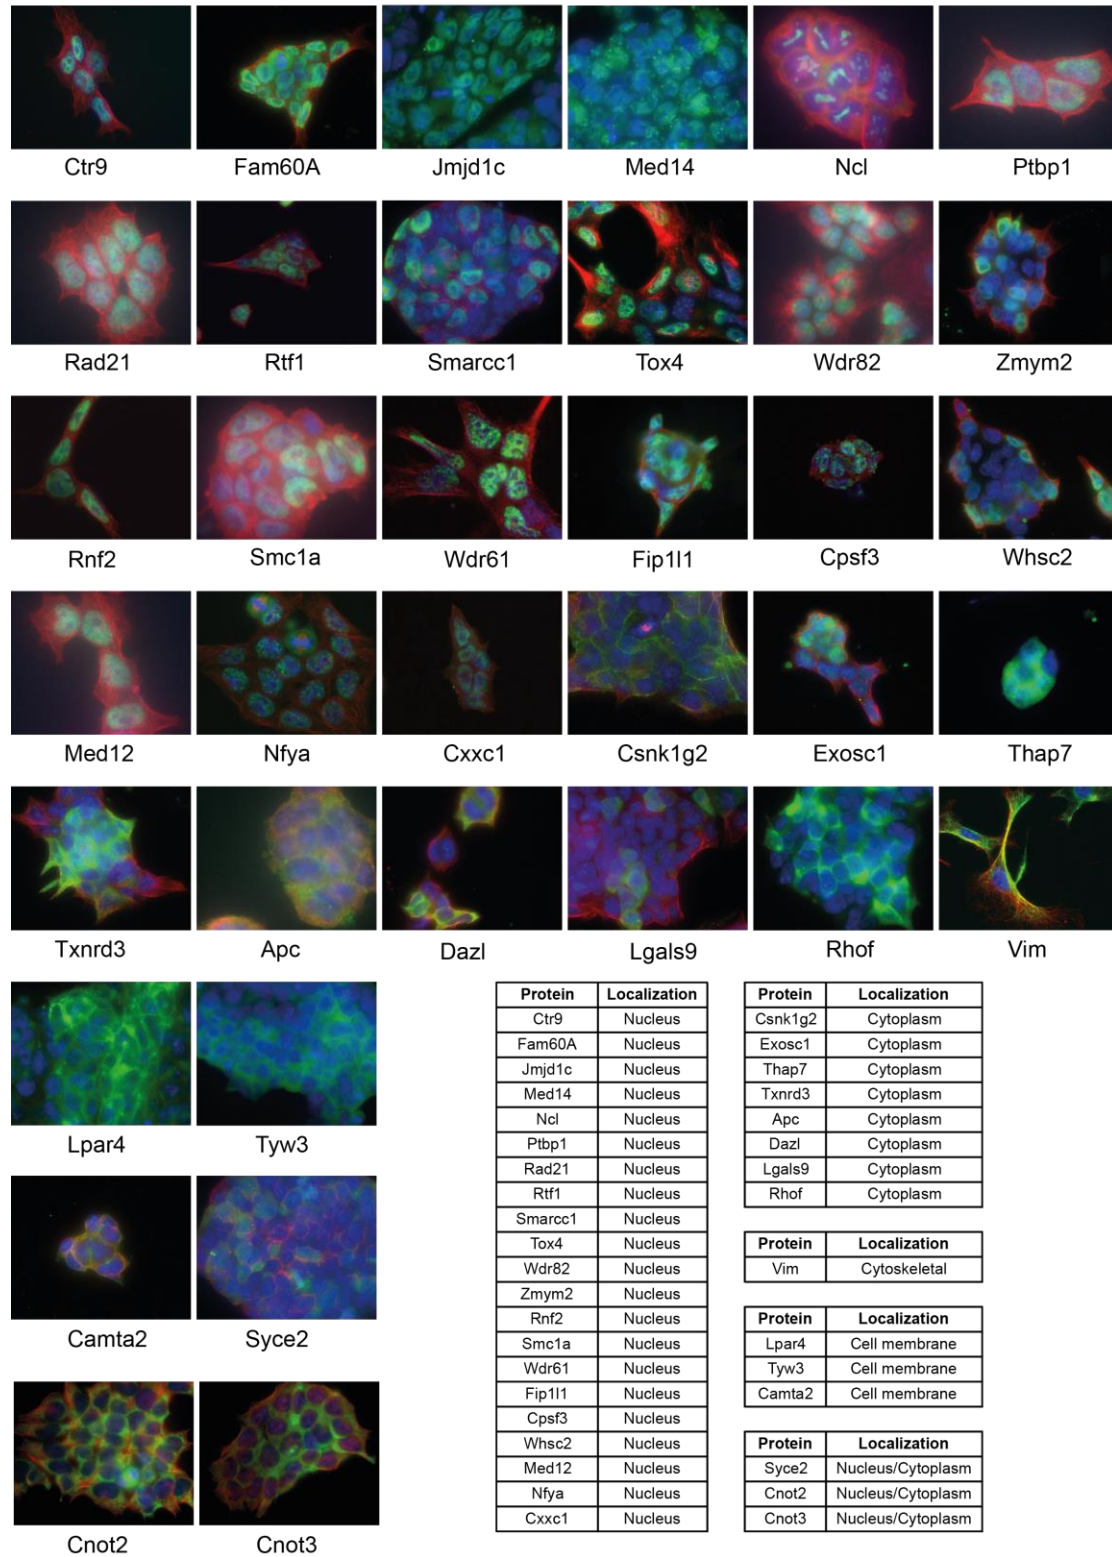 Ctr9 Fam60A Jmjd1c Med14 Ncl Ptbp1
Rad21 Rtf1 Smarcc1 Tox4 Wdr82 Zmym2
Rnf2 Smc1a Wdr61 Fip1l1 Cpsf3 Whsc2
Med12 Nfya Cxxc1 Csnk1g2 Exosc1 Thap7
Txnrd3 Apc Dazl Lgals9 Rhof Vim
Lpar4 Tyw3
Camta2 Syce2
Cnot2 Cnot3
Protein Localization
Ctr9 Nucleus
Fam60A Nucleus
Jmjd1c Nucleus
Med14 Nucleus
Ncl Nucleus
Ptbp1 Nucleus
Rad21 Nucleus
Rtf1 Nucleus
Smarcc1 Nucleus
Tox4 Nucleus
Wdr82 Nucleus
Zmym2 Nucleus
Rnf2 Nucleus
Smc1a Nucleus
Wdr61 Nucleus
Fip1l1 Nucleus
Cpsf3 Nucleus
Whsc2 Nucleus
Med12 Nucleus
Nfya Nucleus
Cxxc1 Nucleus
Protein Localization
Csnk1g2 Cytoplasm
Exosc1 Cytoplasm
Thap7 Cytoplasm
Txnrd3 Cytoplasm
Apc Cytoplasm
Dazl Cytoplasm
Lgals9 Cytoplasm
Rhof Cytoplasm
Protein Localization
Vim Cytoskeletal
Protein Localization
Lpar4 Cell membrane
Tyw3 Cell membrane
Camta2 Cell membrane
Protein Localization
Syce2 Nucleus/Cytoplasm
Cnot2 Nucleus/Cytoplasm
Cnot3 Nucleus/Cytoplasm